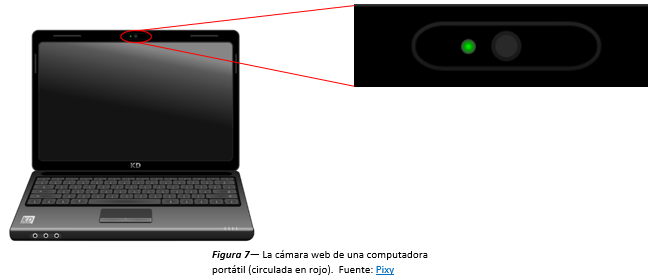 KD
KD
Figura 7— La cámara web de una computadora
portátil (circulada en rojo).  Fuente: Pixy